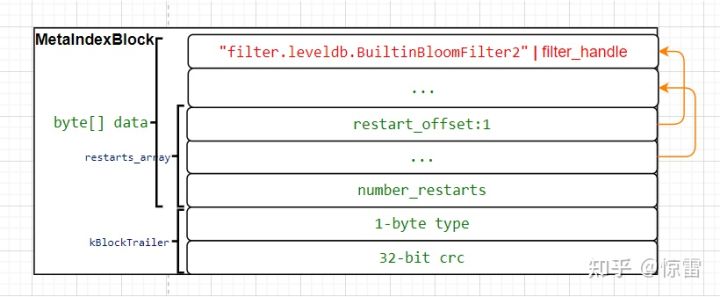 MetaIndexBlock
"filter.leveldb.BuiltinBloomFilter2" | filter_handle
...
byte[] data
restart_offset:1
restarts_array
...
number_restarts
1-byte type
kBlockTrailer
32-bit crc
知乎 @惊雷